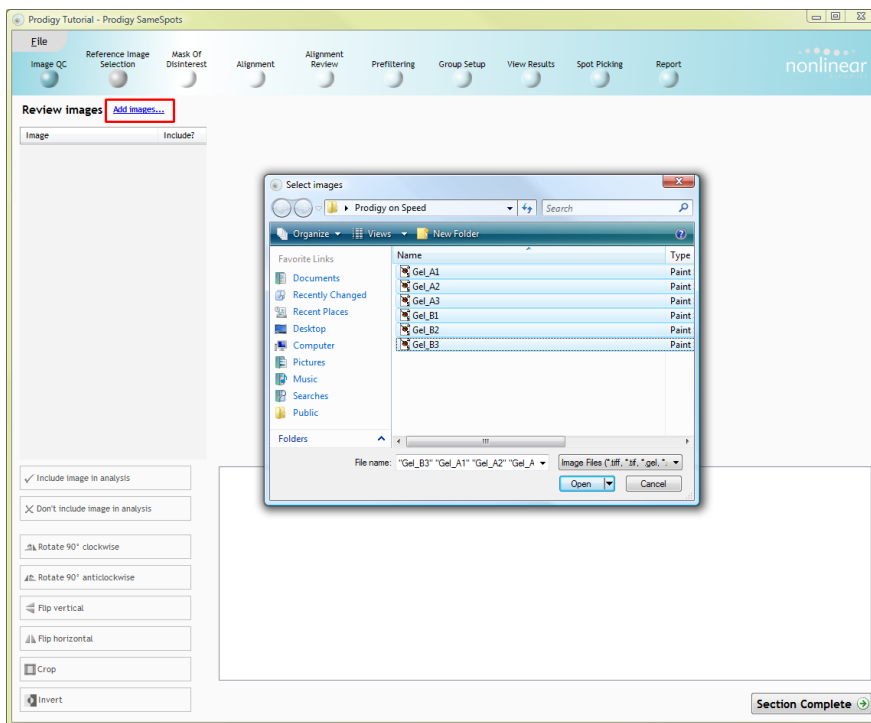 Prodigy Tutorial - Prodigy SameSpots
File
Image QC
Reference Image
Selection
Mask Of
Disinterest
Alignment
Alignment
Review
Prefiltering
Group Setup
View Results
Spot Picking
Report
nonlinear
Review images Add images...
Image Include?
Select images
Prodigy on Speed Search
Organize Views New Folder
Favorite Links
Documents
Recently Changed
Recent Places
Desktop
Computer
Pictures
Music
Searches
Public
Folders
Name Type
Gel_A1 Paint
Gel_A2 Paint
Gel_A3 Paint
Gel_B1 Paint
Gel_B2 Paint
Gel_B3 Paint
File name: "Gel_B3" "Gel_A1" "Gel_A2" "Gel_A Image Files (*.tiff, *.tif, *.gel, *.
Open Cancel
Include image in analysis
Don't include image in analysis
Rotate 90° clockwise
Rotate 90° anticlockwise
Flip vertical
Flip horizontal
Crop
Invert
Section Complete